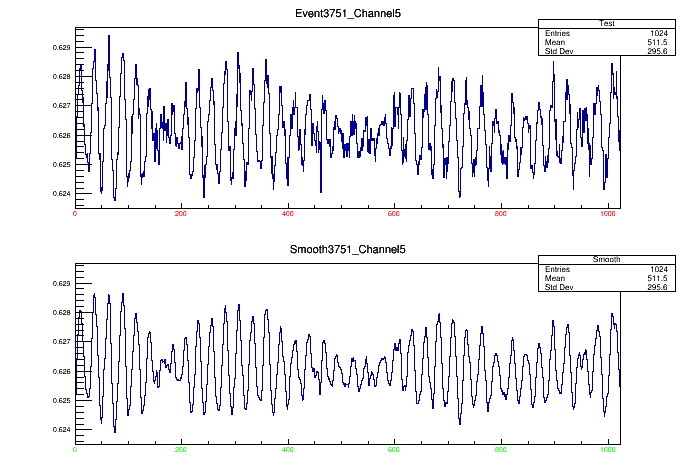 Event3751_Channel5
Test
Entries 1024
Mean 511.5
Std Dev 295.6
0.629
0.628
0.627
0.626
0.625
0.624
0 200 400 600 800 1000
Smooth3751_Channel5
Smooth
Entries 1024
Mean 511.5
Std Dev 295.6
0.629
0.628
0.627
0.626
0.625
0.624
0 200 400 600 800 1000